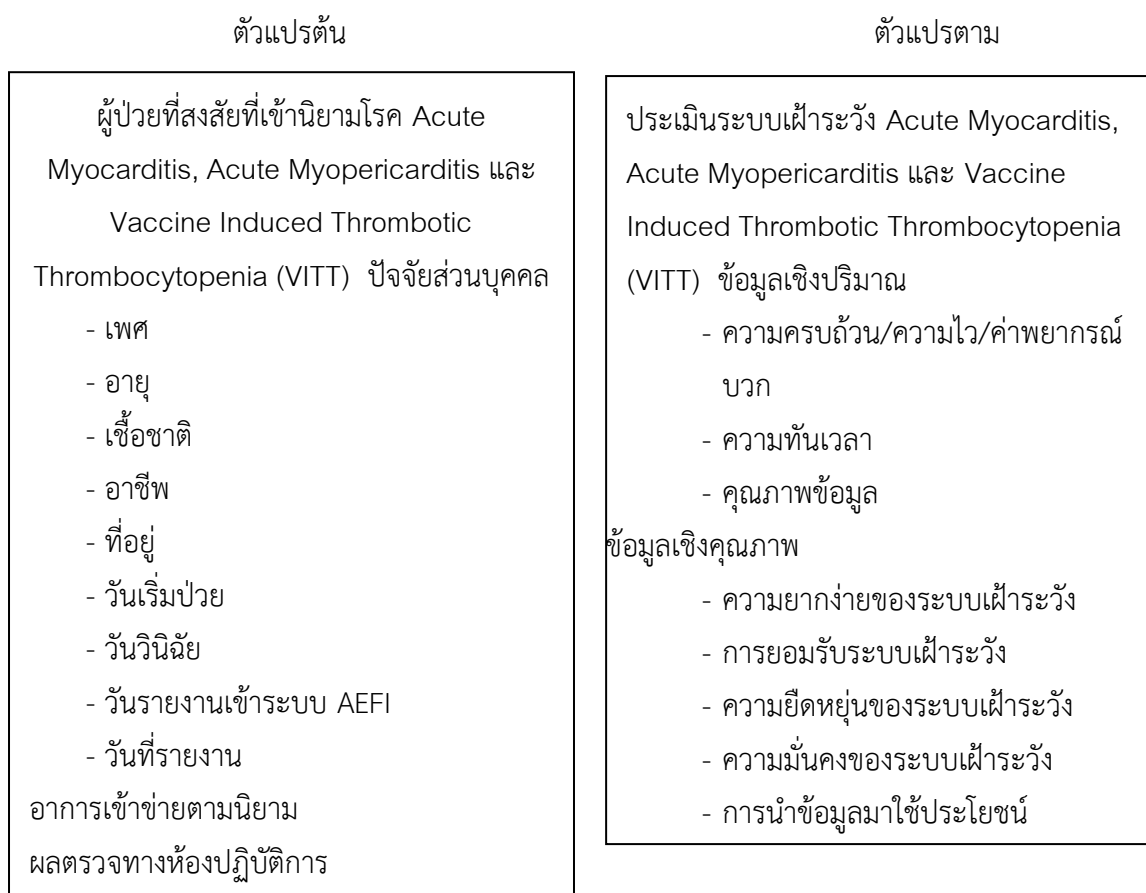 ตัวแปรต้น
ผู้ป่วยที่สงสัยที่เข้านิยามโรค Acute
Myocarditis, Acute Myopericarditis และ
Vaccine Induced Thrombotic
Thrombocytopenia (VITT) ปัจจัยส่วนบุคคล
- เพศ
- อายุ
- เชื้อชาติ
- อาชีพ
- ที่อยู่
- วันเริ่มป่วย
- วันวินิฉัย
- วันรายงานเข้าระบบ AEFI
- วันที่รายงาน
อาการเข้าข่ายตามนิยาม
ผลตรวจทางห้องปฏิบัติการ
ตัวแปรตาม
ประเมินระบบเฝ้าระวัง Acute Myocarditis,
Acute Myopericarditis และ Vaccine
Induced Thrombotic Thrombocytopenia
(VITT) ข้อมูลเชิงปริมาณ
- ความครบถ้วน/ความไว/ค่าพยากรณ์
บวก
- ความทันเวลา
- คุณภาพข้อมูล
ข้อมูลเชิงคุณภาพ
- ความยากง่ายของระบบเฝ้าระวัง
- การยอมรับระบบเฝ้าระวัง
- ความยืดหยุ่นของระบบเฝ้าระวัง
- ความมั่นคงของระบบเฝ้าระวัง
- การนำข้อมูลมาใช้ประโยชน์